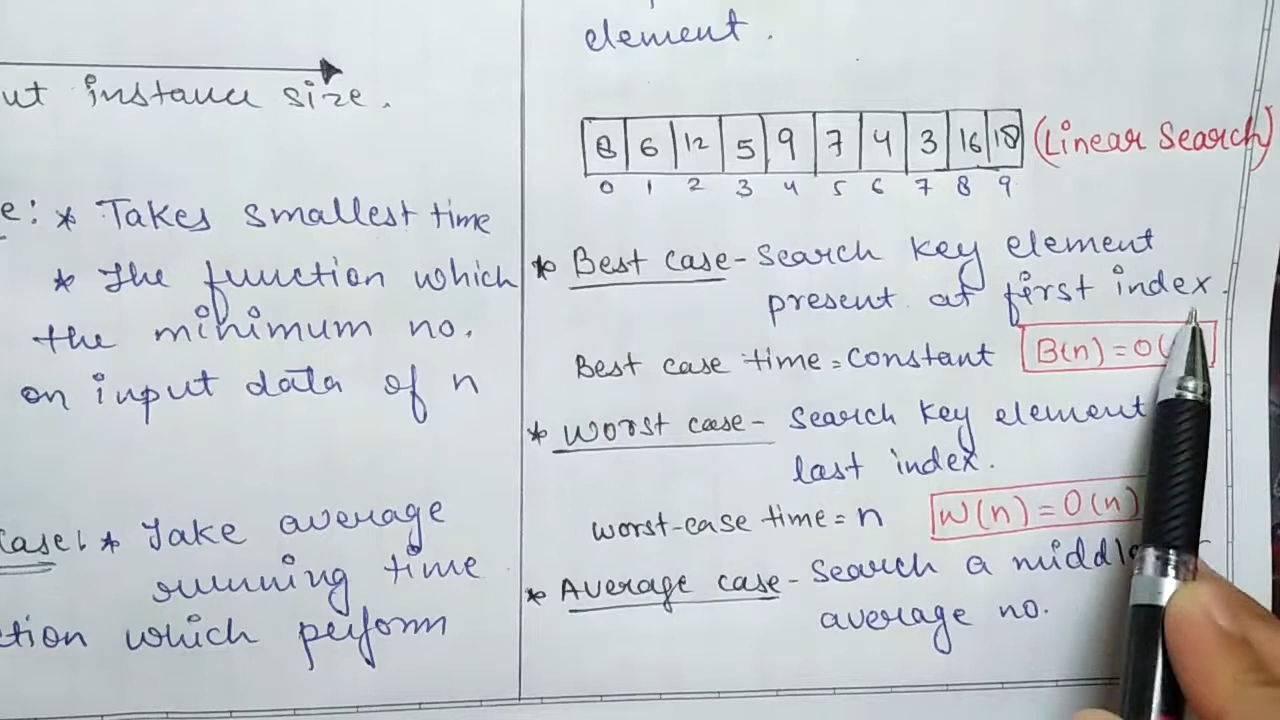 ut instance size.
e: * Takes smallest time
* The function which
the minimum no.
on input data of n
Case: * Take average
running time
ction which perform
element.
8 6 12 5 9 7 4 3 16 18 (Linear Search)
0 1 2 3 4 5 6 7 8 9
* Best case - Search key element
present at first index.
Best case time = constant B(n) = O(
* Worst case - Search key element
last index.
worst-case time = n W(n) = O(n)
* Average case - Search a middle
average no.